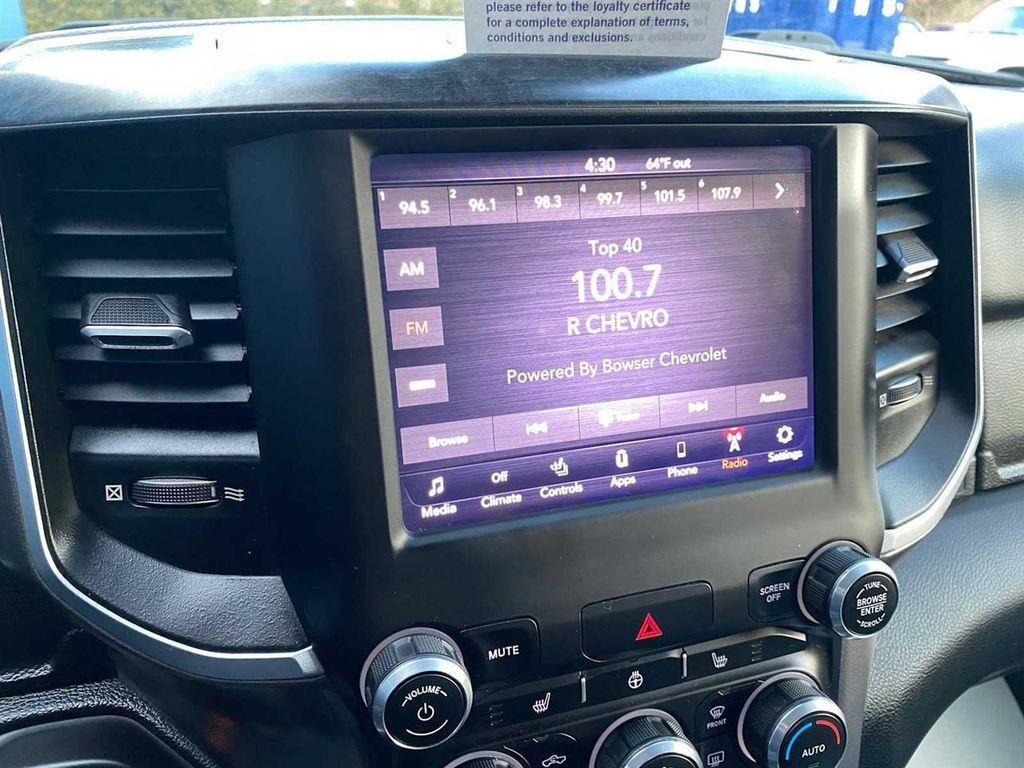 please refer to the loyalty certificate
for a complete explanation of terms,
conditions and exclusions.
4:30 64°F out
1 94.5 2 96.1 3 98.3 4 99.7 5 101.5 6 107.9
AM
Top 40
100.7
FM
R CHEVRO
Powered By Bowser Chevrolet
Browse Tune Audio
Off
Media Climate Controls Apps Phone Radio Settings
SCREEN
OFF
TUNE
BROWSE
ENTER
SCROLL
MUTE
VOLUME
FRONT
AUTO